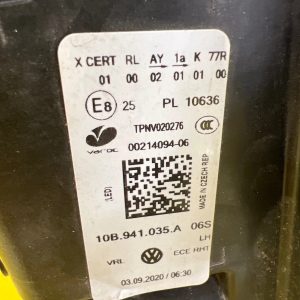 X CERT RL AY 1a K 77R
01 00 02 01 01 00
E8 25 PL 10636
TPNV020276
varroc CCC
00214094-06
(LED)
MADE IN CZECH REP
10B.941.035.A 06S
LH
VRL ECE RHT
03.09.2020 / 06:30